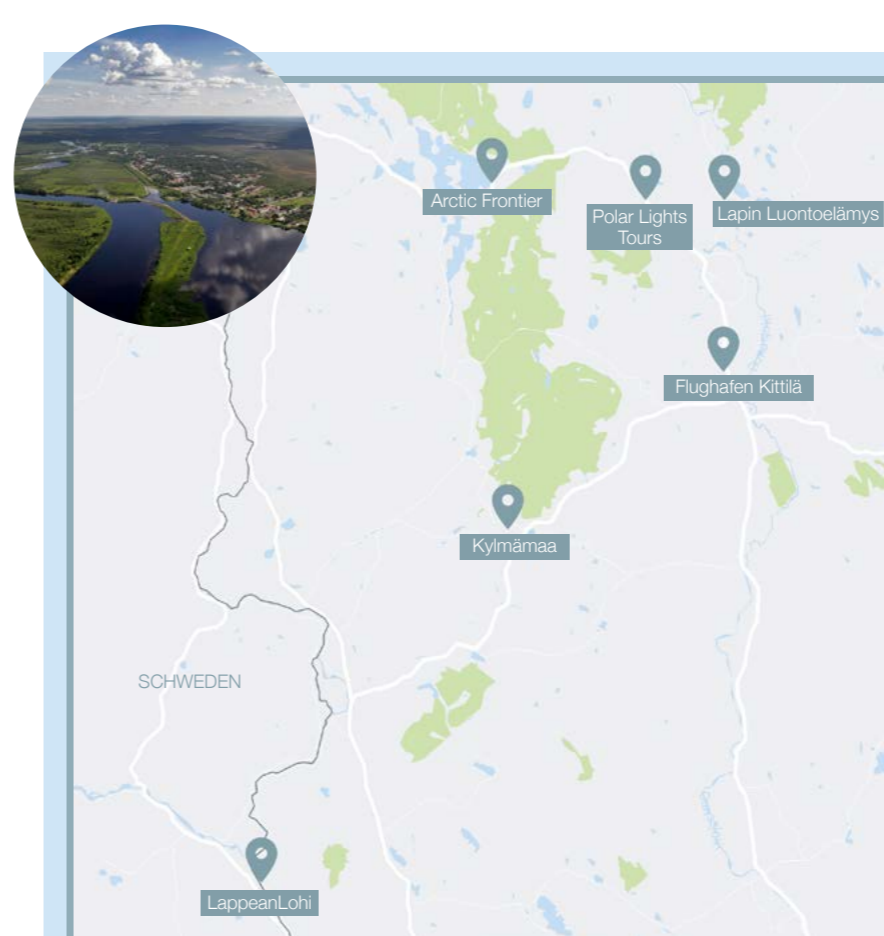 Arctic Frontier
Polar Lights
Tours
Lapin Luontoelämys
Flughafen Kittilä
Kylmämaa
SCHWEDEN
LappeanLohi